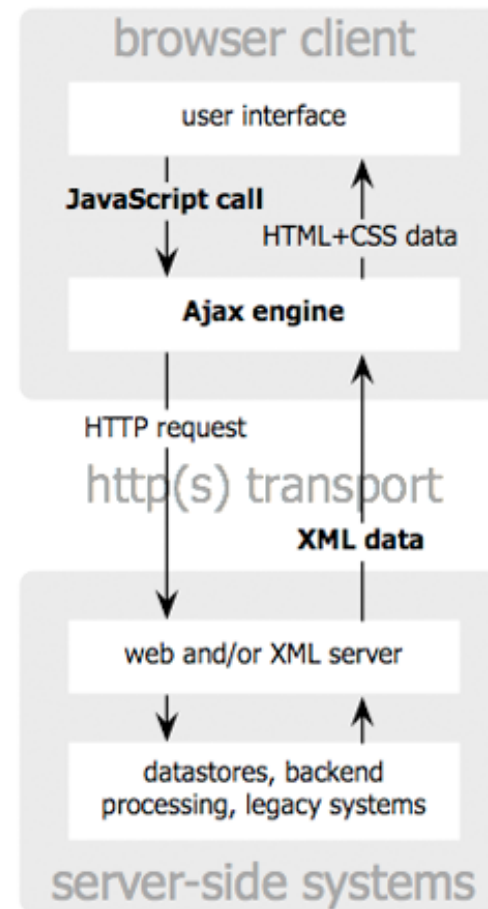 browser client
user interface
JavaScript call
HTML+CSS data
Ajax engine
HTTP request
http(s) transport
XML data
web and/or XML server
datastores, backend
processing, legacy systems
server-side systems